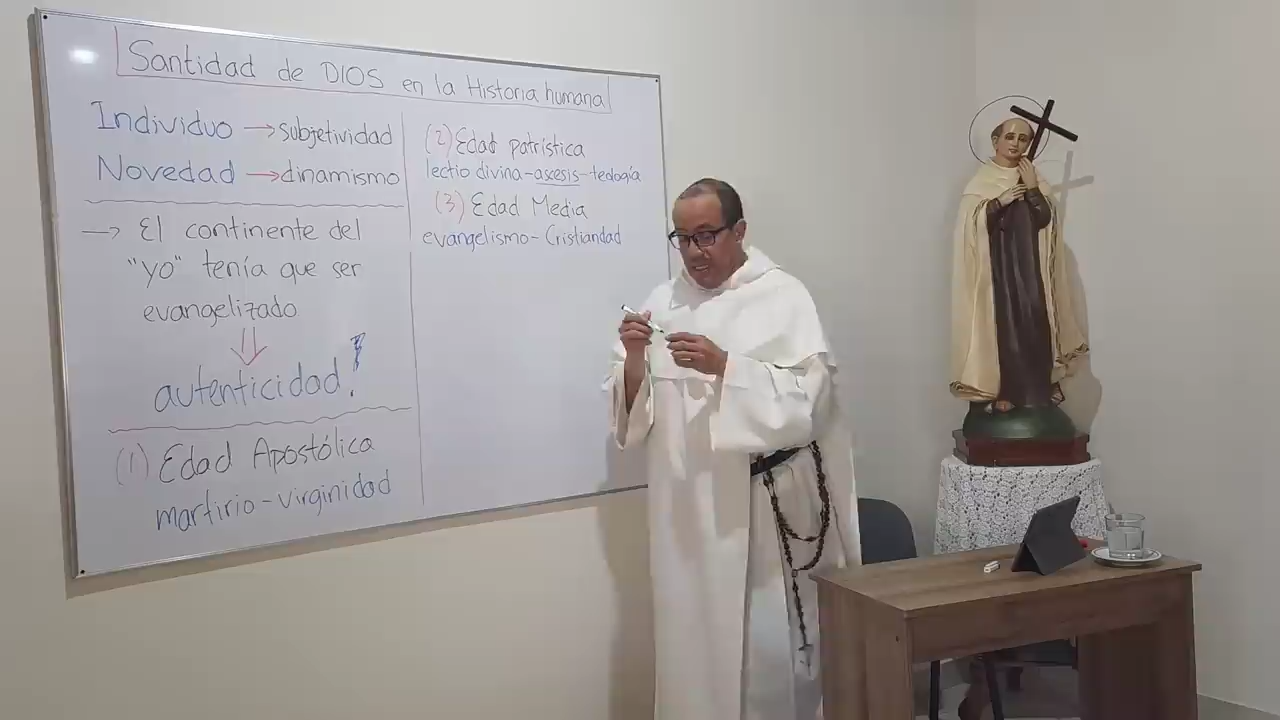 Santidad de DIOS en la Historia humana
Individuo → subjetividad
Novedad → dinamismo
→ El continente del
"yo" tenía que ser
evangelizado
⇓
autenticidad!
(1) Edad Apostólica
martirio-virginidad
(2) Edad patrística
lectio divina-ascesis-teología
(3) Edad Media
evangelismo-Cristiandad